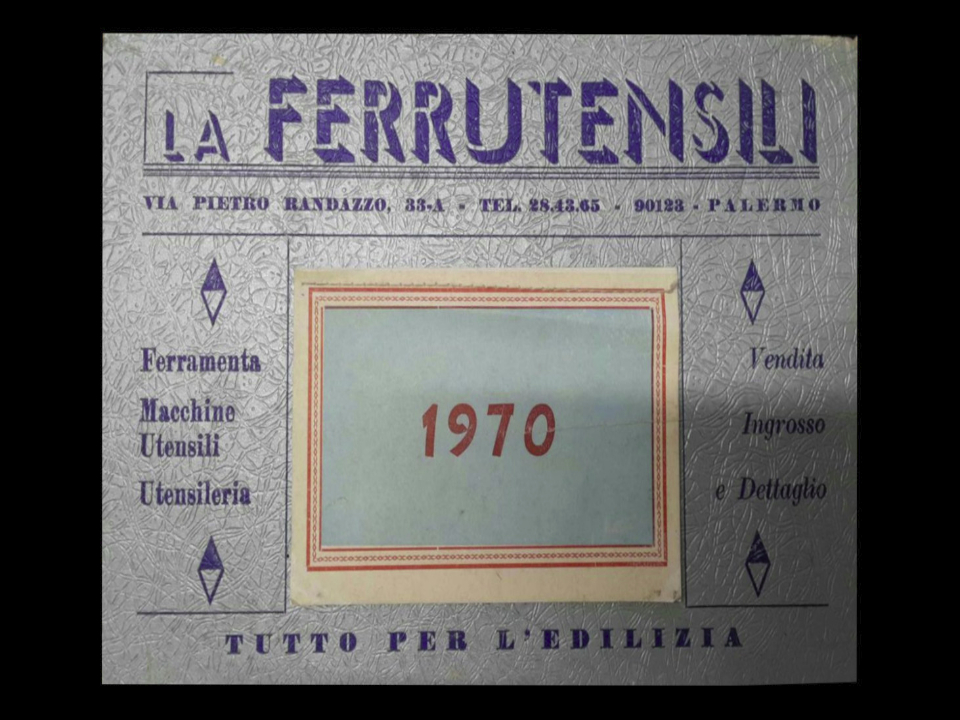 LA FERRUTENSILI
VIA PIETRO RANDAZZO, 33-A - TEL. 28.43.65 - 90123 - PALERMO
Ferramenta
Macchine
Utensili
Utensileria
1970
Vendita
Ingrosso
e Dettaglio
TUTTO PER L'EDILIZIA